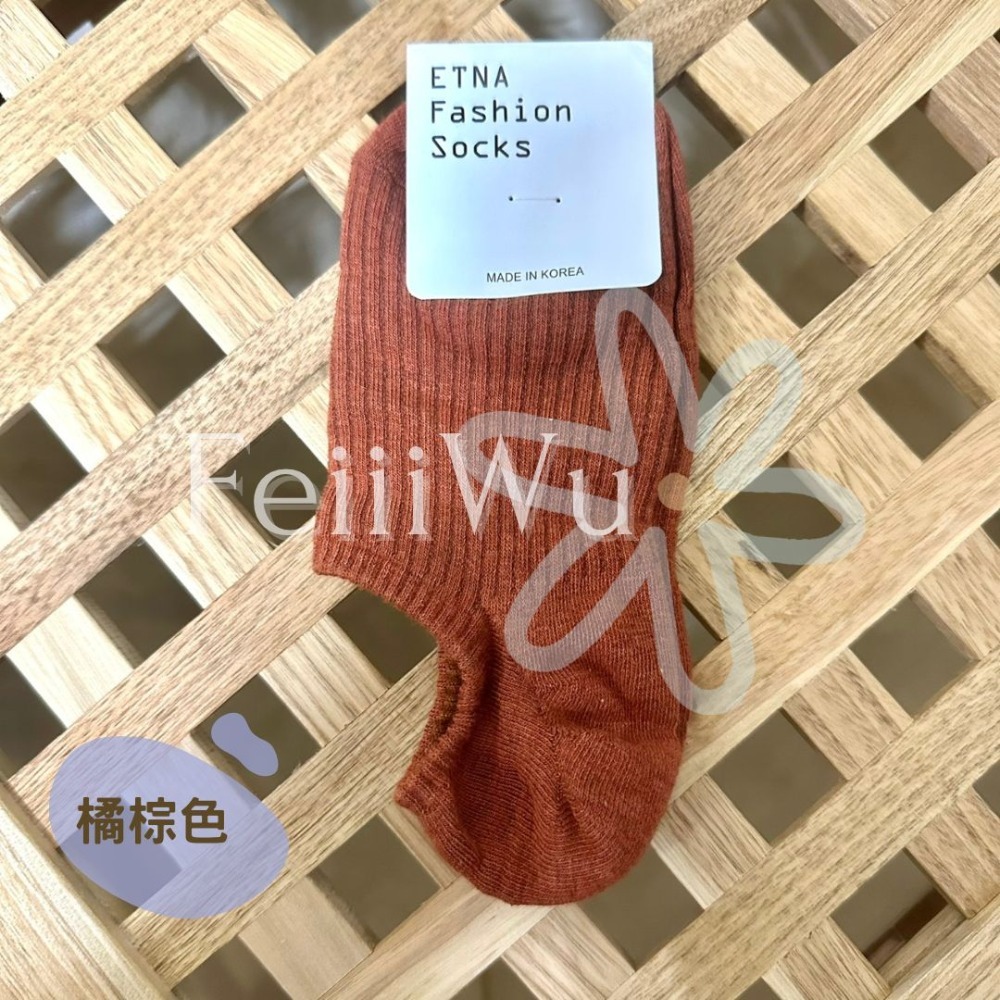 ETNA
Fashion
Socks
MADE IN KOREA
FeiiiWu
橘棕色